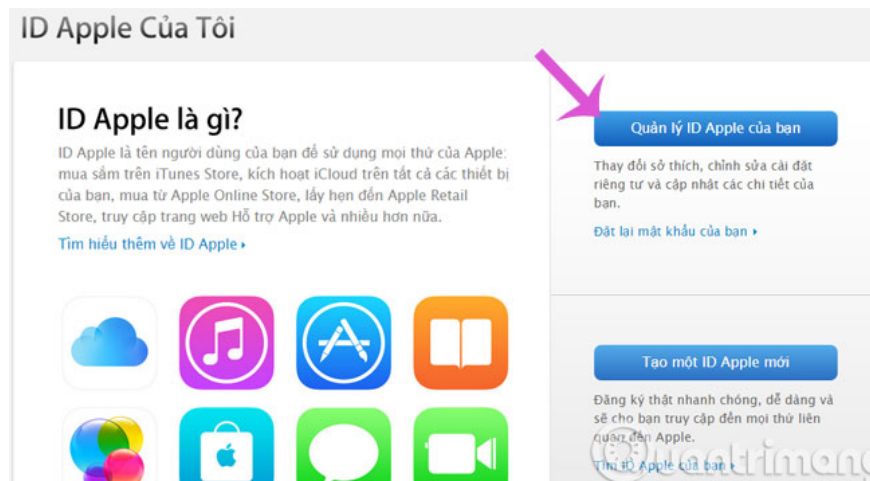 ID Apple Của Tôi
ID Apple là gì?
ID Apple là tên người dùng của bạn để sử dụng mọi thứ của Apple:
mua sắm trên iTunes Store, kích hoạt iCloud trên tất cả các thiết bị
của bạn, mua từ Apple Online Store, lấy hẹn đến Apple Retail
Store, truy cập trang web Hỗ trợ Apple và nhiều hơn nữa.
Tìm hiểu thêm về ID Apple
Quản lý ID Apple của bạn
Thay đổi sở thích, chỉnh sửa cài đặt
riêng tư và cập nhật các chi tiết của
bạn.
Đặt lại mật khẩu của bạn
Tạo một ID Apple mới
Đăng ký thật nhanh chóng, dễ dàng và
sẽ cho bạn truy cập đến mọi thứ liên
quan đến Apple.
Tìm ID Apple của bạn
Quantrimang